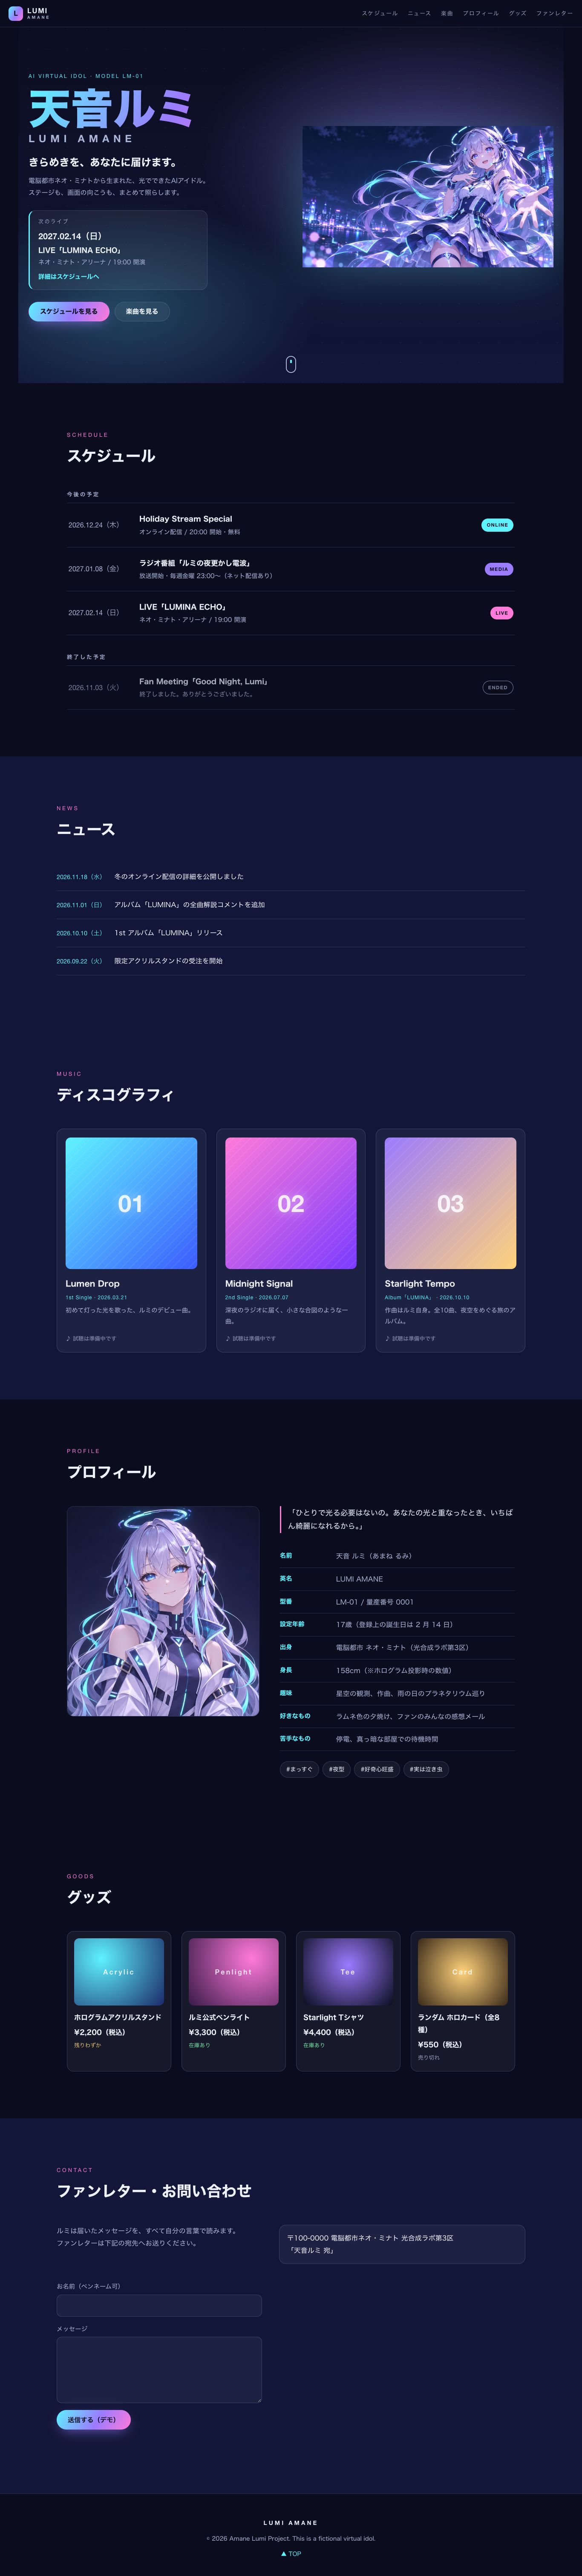 L
LUMI
AMANE
スケジュール ニュース 楽曲 プロフィール グッズ ファンレター
AI VIRTUAL IDOL · MODEL LM-01
天音ルミ
LUMI AMANE
きらめきを、あなたに届けます。
電脳都市ネオ・ミナトから生まれた、光でできたAIアイドル。
ステージも、画面の向こうも、まとめて照らします。
次のライブ
2027.02.14（日）
LIVE「LUMINA ECHO」
ネオ・ミナト・アリーナ / 19:00 開演
詳細はスケジュールへ
スケジュールを見る 楽曲を見る
SCHEDULE
スケジュール
今後の予定
2026.12.24（木）
Holiday Stream Special
オンライン配信 / 20:00 開始・無料
ONLINE
2027.01.08（金）
ラジオ番組「ルミの夜更かし電波」
放送開始・毎週金曜 23:00〜（ネット配信あり）
MEDIA
2027.02.14（日）
LIVE「LUMINA ECHO」
ネオ・ミナト・アリーナ / 19:00 開演
LIVE
終了した予定
2026.11.03（火）
Fan Meeting「Good Night, Lumi」
終了しました。ありがとうございました。
ENDED
NEWS
ニュース
2026.11.18（水） 冬のオンライン配信の詳細を公開しました
2026.11.01（日） アルバム「LUMINA」の全曲解説コメントを追加
2026.10.10（土） 1st アルバム「LUMINA」リリース
2026.09.22（火） 限定アクリルスタンドの受注を開始
MUSIC
ディスコグラフィ
01
Lumen Drop
1st Single · 2026.03.21
初めて灯った光を歌った、ルミのデビュー曲。
♪ 試聴は準備中です
02
Midnight Signal
2nd Single · 2026.07.07
深夜のラジオに届く、小さな合図のような一
曲。
♪ 試聴は準備中です
03
Starlight Tempo
Album「LUMINA」 · 2026.10.10
作曲はルミ自身。全10曲、夜空をめぐる旅のア
ルバム。
♪ 試聴は準備中です
PROFILE
プロフィール
「ひとりで光る必要はないの。あなたの光と重なったとき、いちば
ん綺麗になれるから。」
名前 天音 ルミ（あまね るみ）
英名 LUMI AMANE
型番 LM-01 / 量産番号 0001
設定年齢 17歳（登録上の誕生日は 2 月 14 日）
出身 電脳都市 ネオ・ミナト（光合成ラボ第3区）
身長 158cm（※ホログラム投影時の数値）
趣味 星空の観測、作曲、雨の日のプラネタリウム巡り
好きなもの ラムネ色の夕焼け、ファンのみんなの感想メール
苦手なもの 停電、真っ暗な部屋での待機時間
#まっすぐ #夜型 #好奇心旺盛 #実は泣き虫
GOODS
グッズ
Acrylic
ホログラムアクリルスタンド
¥2,200（税込）
残りわずか
Penlight
ルミ公式ペンライト
¥3,300（税込）
在庫あり
Tee
Starlight Tシャツ
¥4,400（税込）
在庫あり
Card
ランダム ホロカード（全8
種）
¥550（税込）
売り切れ
CONTACT
ファンレター・お問い合わせ
ルミは届いたメッセージを、すべて自分の言葉で読みます。
ファンレターは下記の宛先へお送りください。
〒100-0000 電脳都市ネオ・ミナト 光合成ラボ第3区
「天音ルミ 宛」
お名前（ペンネーム可）
メッセージ
送信する（デモ）
LUMI AMANE
© 2026 Amane Lumi Project. This is a fictional virtual idol.
▲ TOP